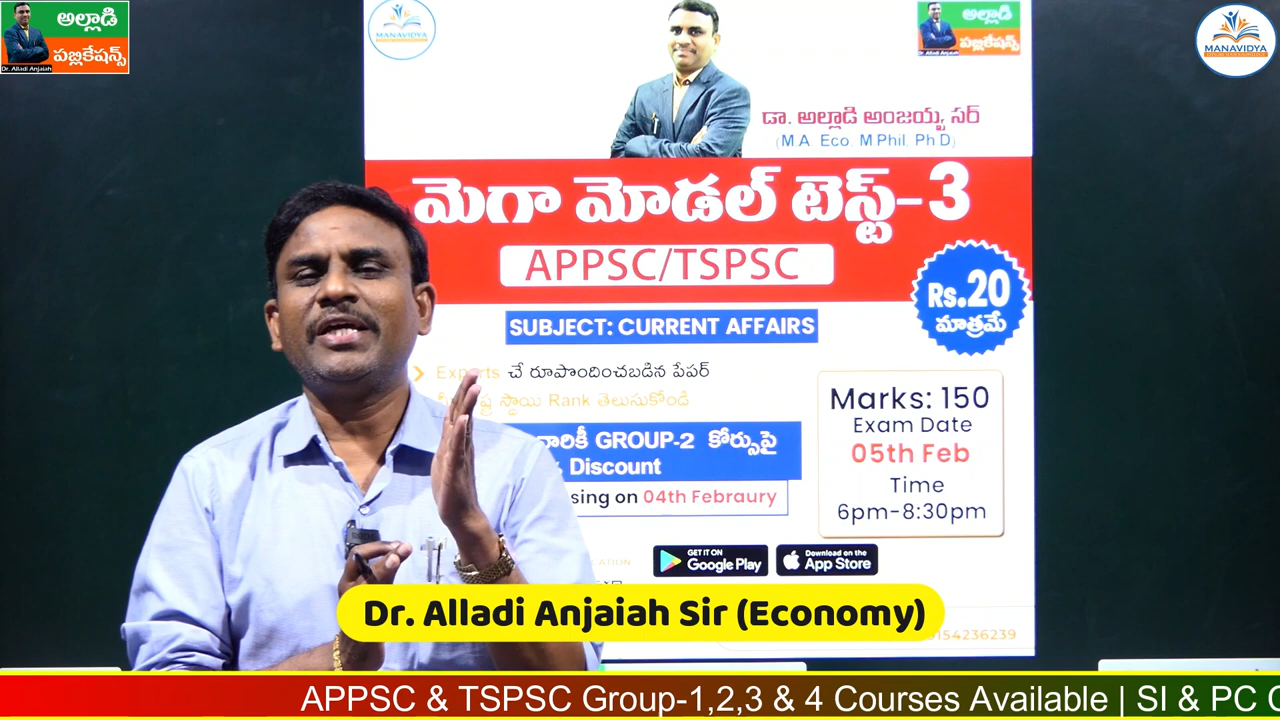 అల్లాడి
పబ్లికేషన్స్
Dr. Alladi Anjaiah
MANAVIDYA
పబ్లికేషన్స్
MANAVIDYA
డా. అల్లాడి అంజయ్య సర్
(M.A. Eco. M Phil, Ph D)
మెగా మోడల్ టెస్ట్-3
APPSC/TSPSC
Rs.20
మాత్రమే
SUBJECT: CURRENT AFFAIRS
Experts చే రూపొందించబడిన పేపర్
స్థాయి Rank తెలుసుకోండి
GROUP-2 కోర్సుపై
Discount
on 04th Febraury
Marks: 150
Exam Date
05th Feb
Time
6pm-8:30pm
GET IT ON
Google Play
Download on the
App Store
Dr. Alladi Anjaiah Sir (Economy)
APPSC & TSPSC Group-1,2,3 & 4 Courses Available | SI & PC